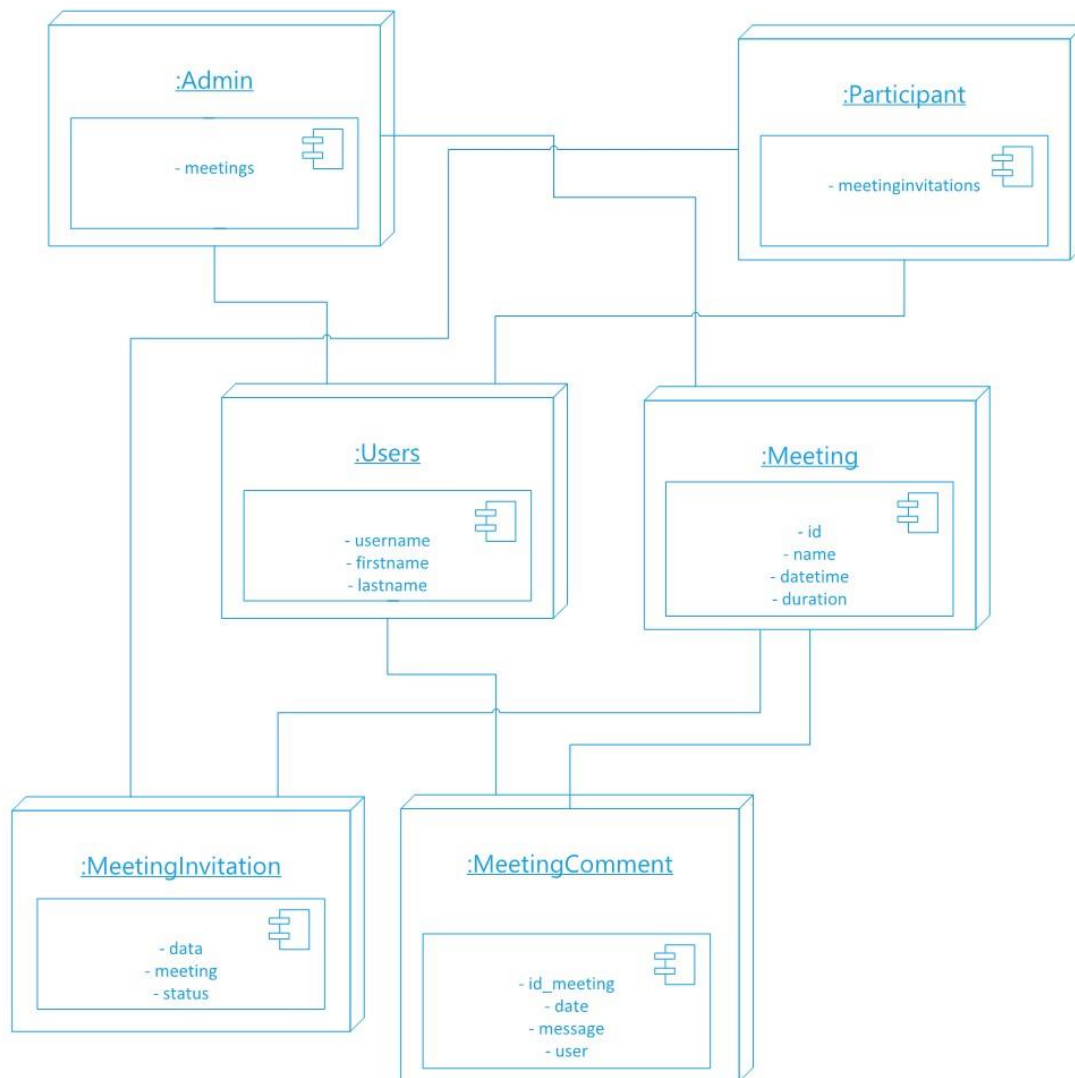 :Admin
- meetings
:Participant
- meetinginvitations
:Users
- username
- firstname
- lastname
:Meeting
- id
- name
- datetime
- duration
:MeetingInvitation
- data
- meeting
- status
:MeetingComment
- id_meeting
- date
- message
- user